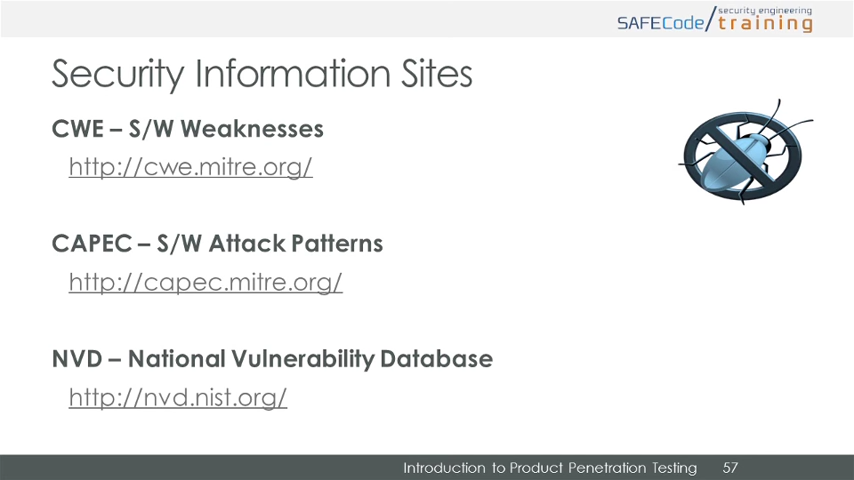 security engineering
SAFECode/training
Security Information Sites
CWE – S/W Weaknesses
http://cwe.mitre.org/
CAPEC – S/W Attack Patterns
http://capec.mitre.org/
NVD – National Vulnerability Database
http://nvd.nist.org/
Introduction to Product Penetration Testing 57